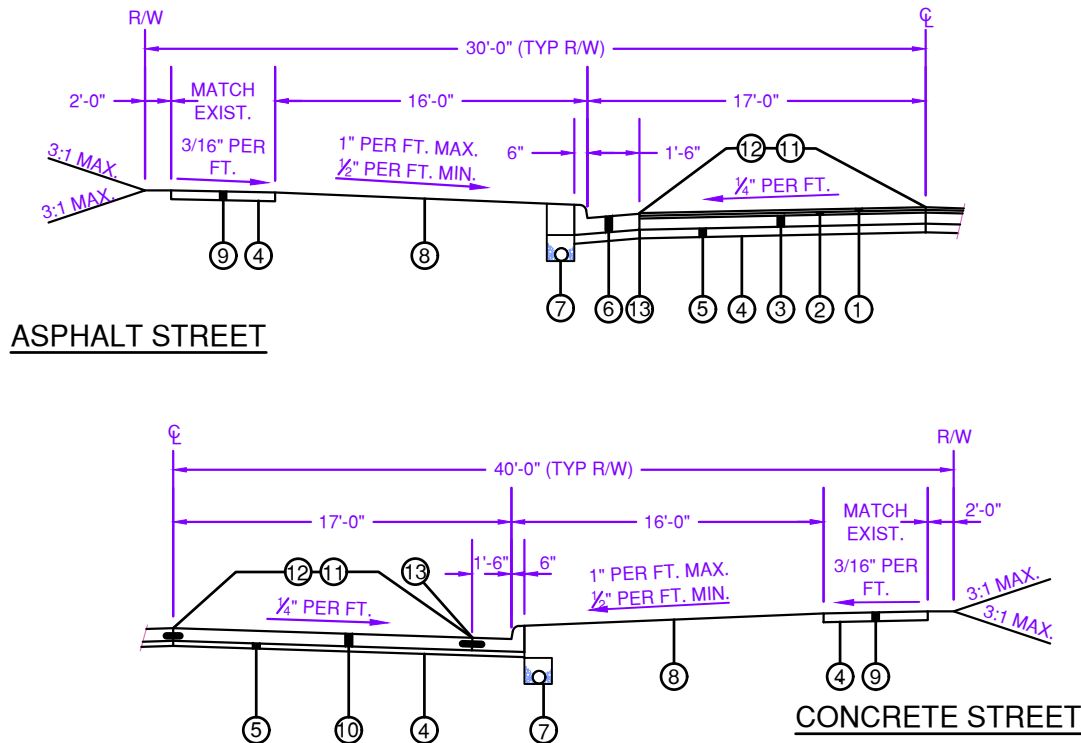 R/W
℄
30'-0" (TYP R/W)
2'-0"
MATCH
EXIST.
16'-0"
17'-0"
3/16" PER
FT.
1" PER FT. MAX.
½" PER FT. MIN.
6"
1'-6"
12 11
¼" PER FT.
3:1 MAX.
3:1 MAX.
9 4 8 7 6 13 5 4 3 2 1
ASPHALT STREET
℄
R/W
40'-0" (TYP R/W)
17'-0"
16'-0"
MATCH
EXIST.
2'-0"
12 11 13
1'-6"
6"
3/16" PER
FT.
1" PER FT. MAX.
½" PER FT. MIN.
¼" PER FT.
3:1 MAX.
3:1 MAX.
8 4 9
5 10 4 7
CONCRETE STREET